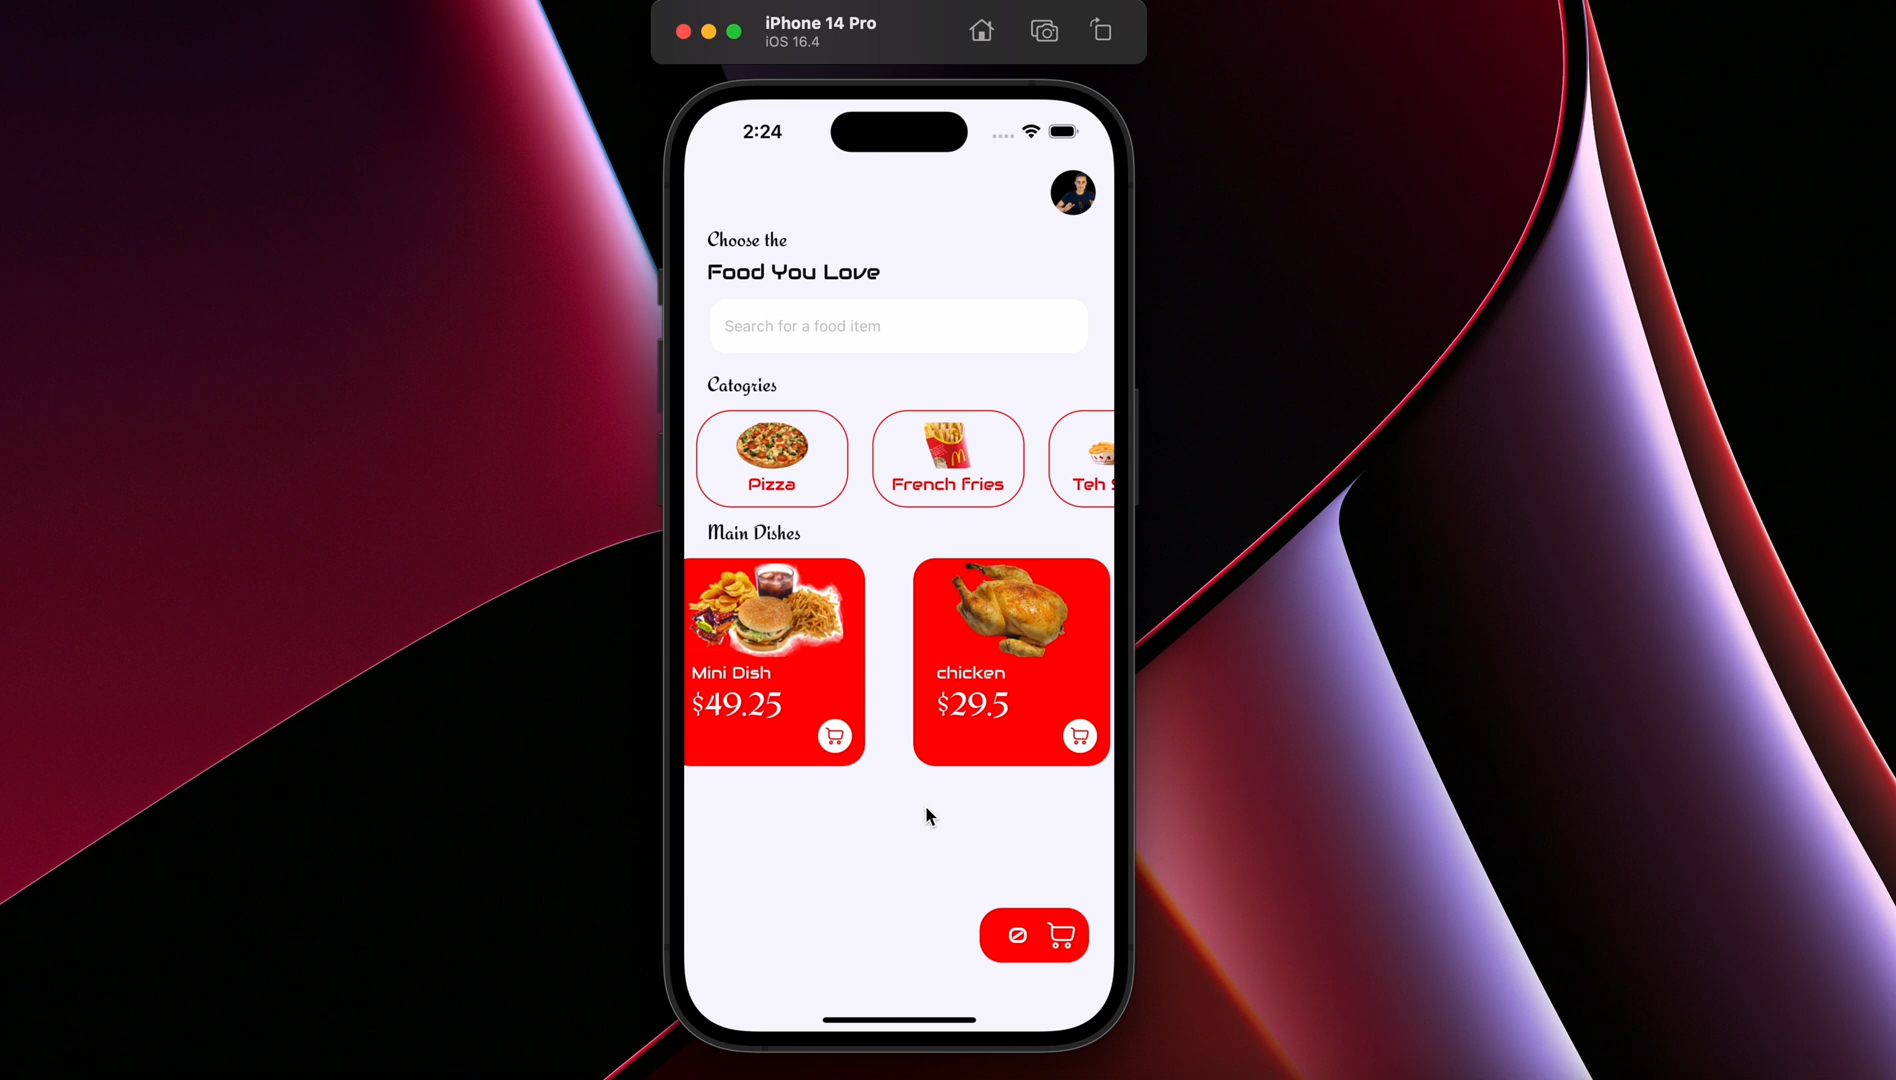 iPhone 14 Pro
iOS 16.4
2:24
Choose the
Food You Love
Search for a food item
Catogries
Pizza
French fries
Teh
Main Dishes
Mini Dish
$49.25
chicken
$29.5
0